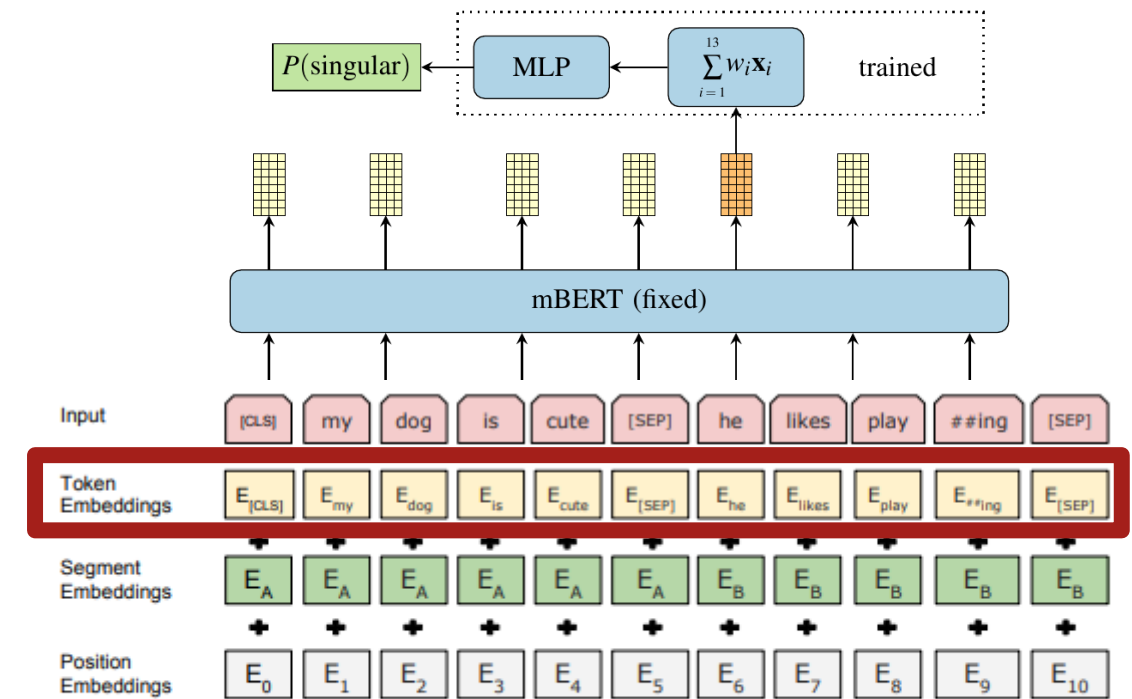 P(singular) MLP 13 ∑ i = 1 wᵢxᵢ trained
mBERT (fixed)
Input [CLS] my dog is cute [SEP] he likes play ##ing [SEP]
Token
Embeddings E[CLS] Emy Edog Eis Ecute E[SEP] Ehe Elikes Eplay E##ing E[SEP]
+ + + + + + + + + + +
Segment
Embeddings EA EA EA EA EA EA EB EB EB EB EB
+ + + + + + + + + + +
Position
Embeddings E0 E1 E2 E3 E4 E5 E6 E7 E8 E9 E10